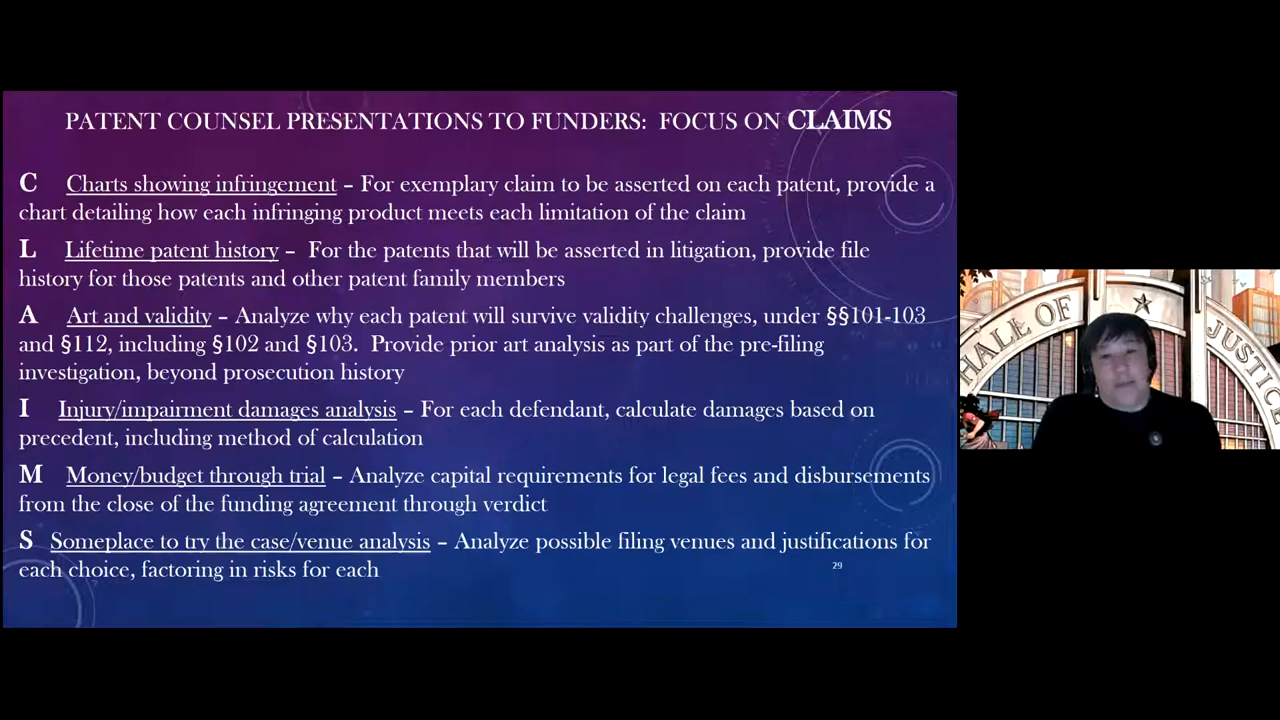 PATENT COUNSEL PRESENTATIONS TO FUNDERS: FOCUS ON CLAIMS
C Charts showing infringement – For exemplary claim to be asserted on each patent, provide a
chart detailing how each infringing product meets each limitation of the claim
L Lifetime patent history – For the patents that will be asserted in litigation, provide file
history for those patents and other patent family members
A Art and validity – Analyze why each patent will survive validity challenges, under §§101-103
and §112, including §102 and §103. Provide prior art analysis as part of the pre-filing
investigation, beyond prosecution history
I Injury/impairment damages analysis – For each defendant, calculate damages based on
precedent, including method of calculation
M Money/budget through trial – Analyze capital requirements for legal fees and disbursements
from the close of the funding agreement through verdict
S Someplace to try the case/venue analysis – Analyze possible filing venues and justifications for
each choice, factoring in risks for each
29
HALL OF JUSTICE